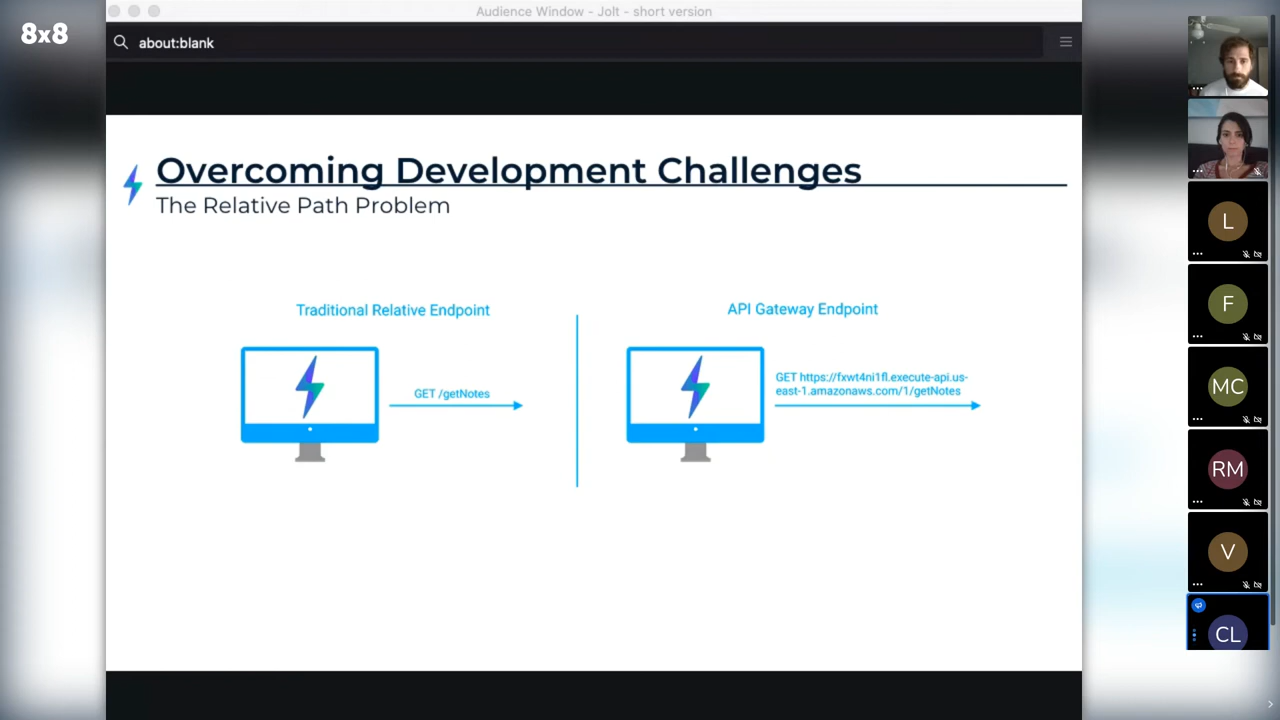 8x8
Audience Window - Jolt - short version
about:blank
Overcoming Development Challenges
The Relative Path Problem
Traditional Relative Endpoint
GET /getNotes
API Gateway Endpoint
GET https://fxwt4ni1fl.execute-api.us-
east-1.amazonaws.com/1/getNotes
L
F
MC
RM
V
CL